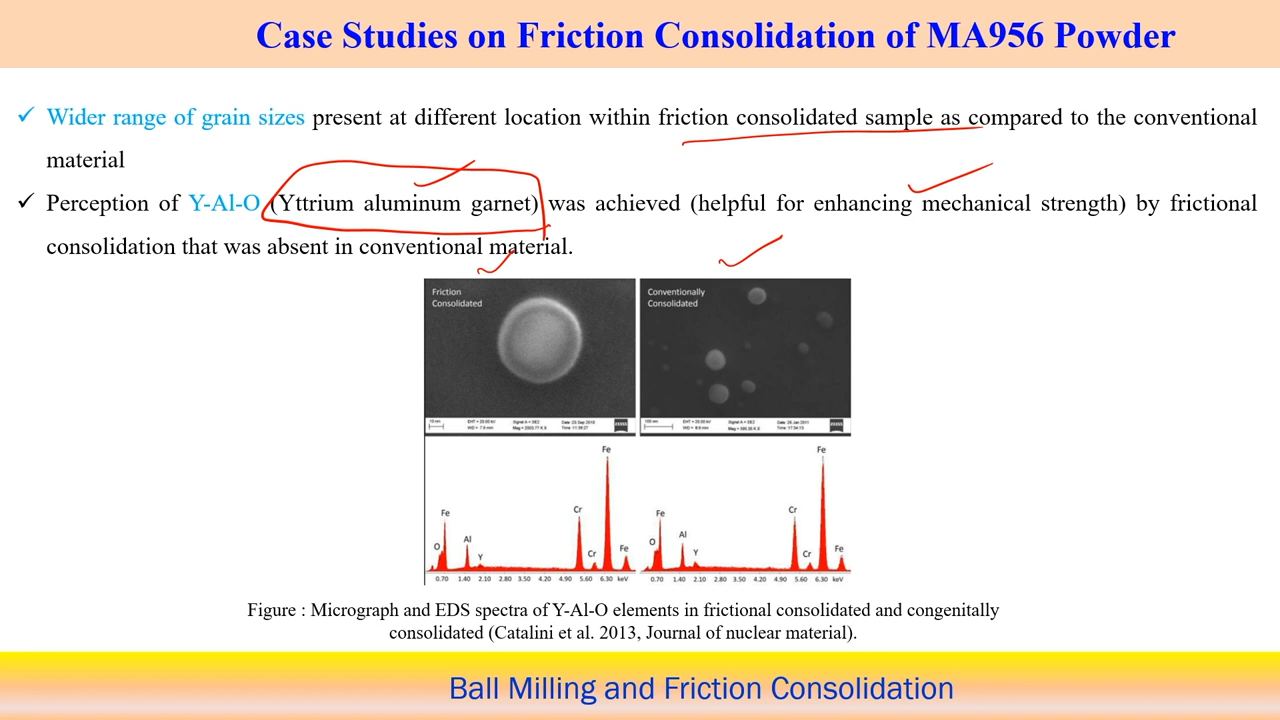 Case Studies on Friction Consolidation of MA956 Powder
✓ Wider range of grain sizes present at different location within friction consolidated sample as compared to the conventional
material
✓ Perception of Y-Al-O (Yttrium aluminum garnet) was achieved (helpful for enhancing mechanical strength) by frictional
consolidation that was absent in conventional material.
Friction
Consolidated
Conventionally
Consolidated
Fe
Fe
Cr
O
Al
Y
Cr
Fe
0.70 1.40 2.10 2.80 3.50 4.20 4.90 5.60 6.30 keV
Fe
Fe
Cr
O
Al
Y
Cr
Fe
0.70 1.40 2.10 2.80 3.50 4.20 4.90 5.60 6.30 keV
Figure : Micrograph and EDS spectra of Y-Al-O elements in frictional consolidated and congenitally
consolidated (Catalini et al. 2013, Journal of nuclear material).
Ball Milling and Friction Consolidation